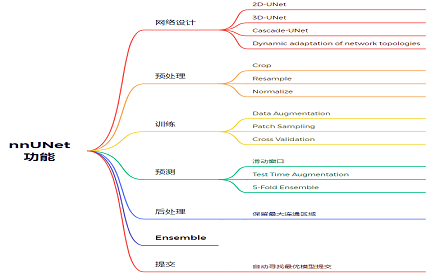 nnUNet
功能
网络设计
2D-UNet
3D-UNet
Cascade-UNet
Dynamic adaptation of network topologies
预处理
Crop
Resample
Normalize
训练
Data Augmentation
Patch Sampling
Cross Validation
预测
滑动窗口
Test Time Augmentation
5-Fold Ensemble
后处理
保留最大连通区域
Ensemble
提交
自动寻找最优模型提交